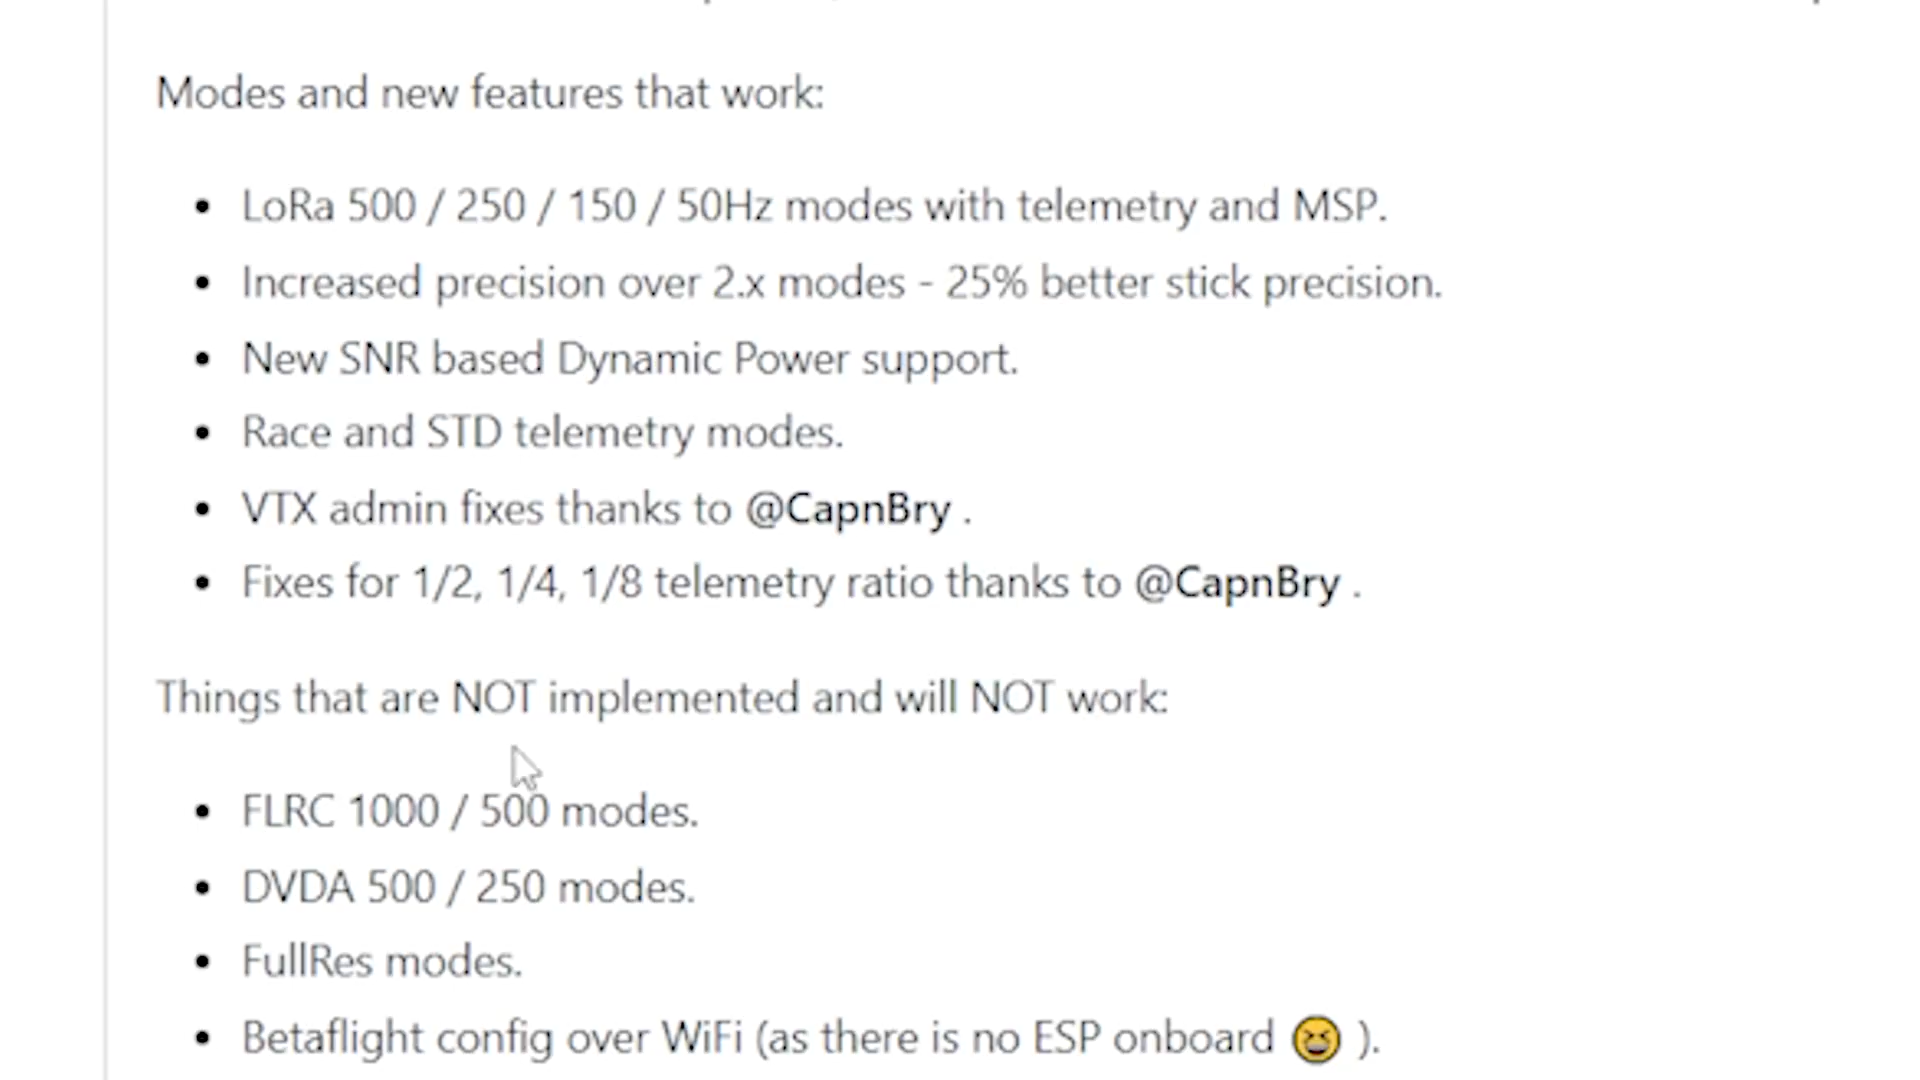 Modes and new features that work:
• LoRa 500 / 250 / 150 / 50Hz modes with telemetry and MSP.
• Increased precision over 2.x modes - 25% better stick precision.
• New SNR based Dynamic Power support.
• Race and STD telemetry modes.
• VTX admin fixes thanks to @CapnBry .
• Fixes for 1/2, 1/4, 1/8 telemetry ratio thanks to @CapnBry .
Things that are NOT implemented and will NOT work:
• FLRC 1000 / 500 modes.
• DVDA 500 / 250 modes.
• FullRes modes.
• Betaflight config over WiFi (as there is no ESP onboard 😆 ).